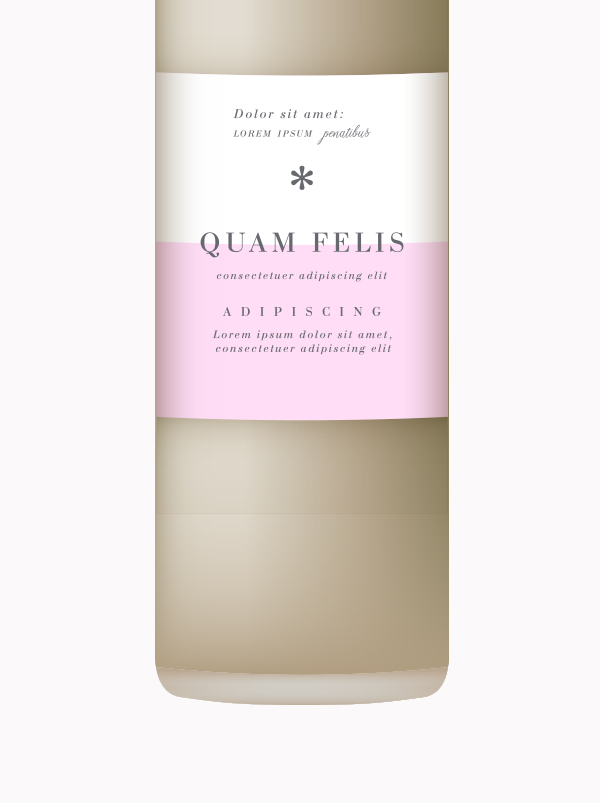 Dolor sit amet:
LOREM IPSUM penatibus
*
QUAM FELIS
consectetuer adipiscing elit
ADIPISCING
Lorem ipsum dolor sit amet,
consectetuer adipiscing elit